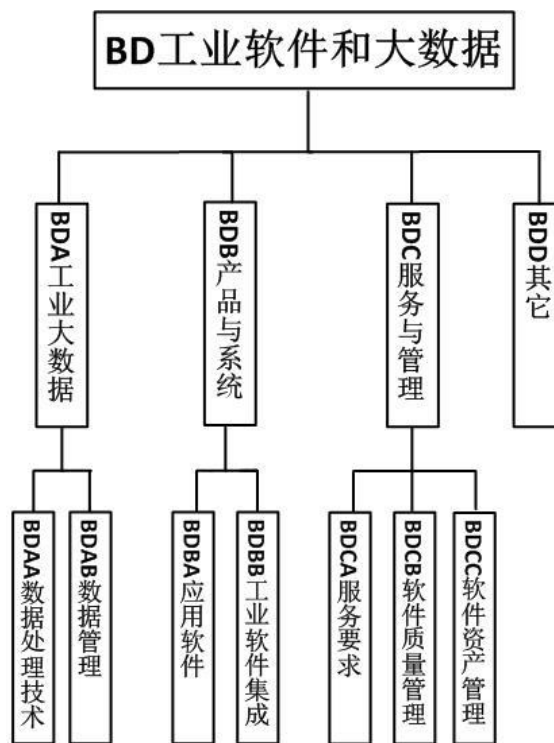 BD工业软件和大数据
BDA工业大数据
BDB产品与系统
BDC服务与管理
BDD其它
BDAA数据处理技术
BDAB数据管理
BDBA应用软件
BDBB工业软件集成
BDCA服务要求
BDCB软件质量管理
BDCC软件资产管理